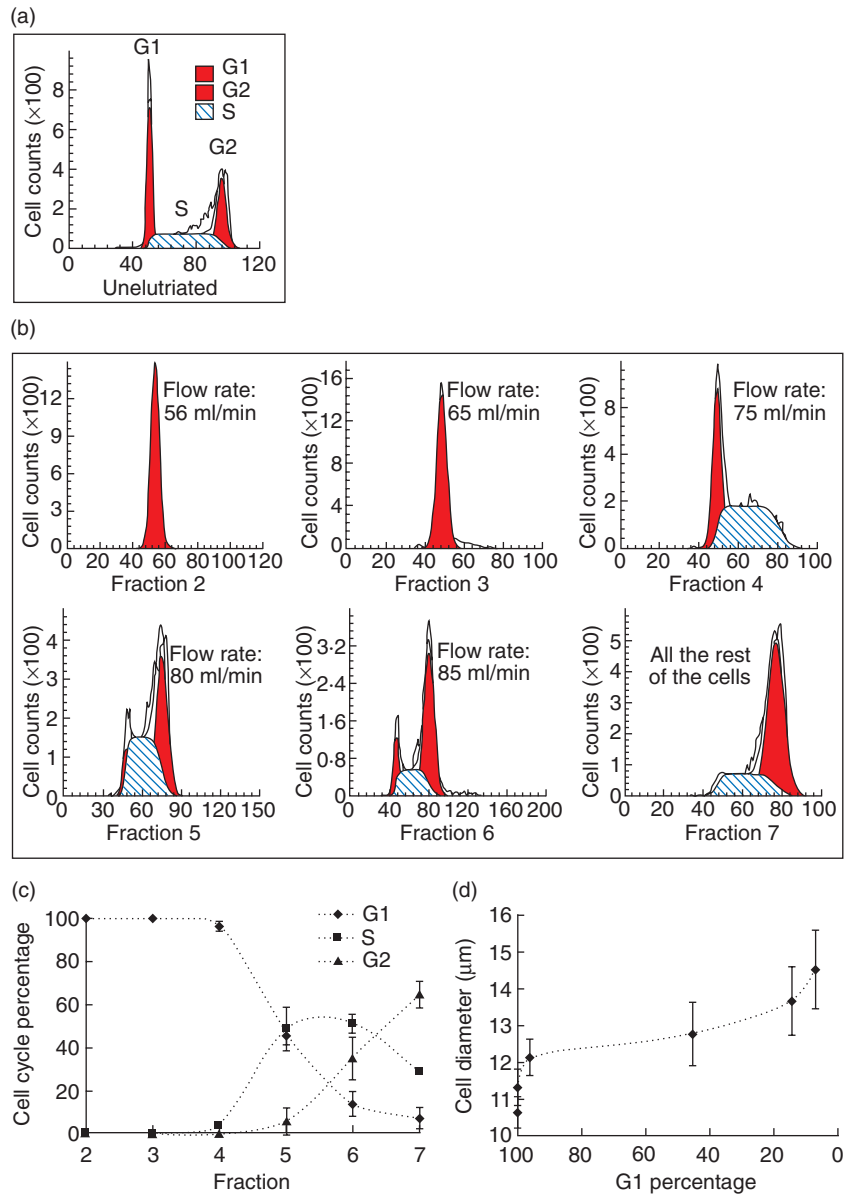 (a)
G1
G1
G2
S
G2
S
Cell counts (×100)
8
6
4
2
0
0 40 80 120
Unelutriated
(b)
Flow rate:
56 ml/min
Cell counts (×100)
12
9
6
3
0
0 20 40 60 80 100 120
Fraction 2
Flow rate:
65 ml/min
Cell counts (×100)
16
12
8
4
0
0 20 40 60 80 100
Fraction 3
Flow rate:
75 ml/min
Cell counts (×100)
8
6
4
2
0
0 20 40 60 80 100
Fraction 4
Flow rate:
80 ml/min
Cell counts (×100)
4
3
2
1
0
0 30 60 90 120 150
Fraction 5
Flow rate:
85 ml/min
Cell counts (×100)
3·2
2.4
1.6
0.8
0
0 40 80 120 160 200
Fraction 6
All the rest
of the cells
Cell counts (×100)
5
4
3
2
1
0
0 20 40 60 80 100
Fraction 7
(c)
G1
S
G2
Cell cycle percentage
100
80
60
40
20
0
2 3 4 5 6 7
Fraction
(d)
Cell diameter (μm)
16
15
14
13
12
11
10
100 80 60 40 20 0
G1 percentage